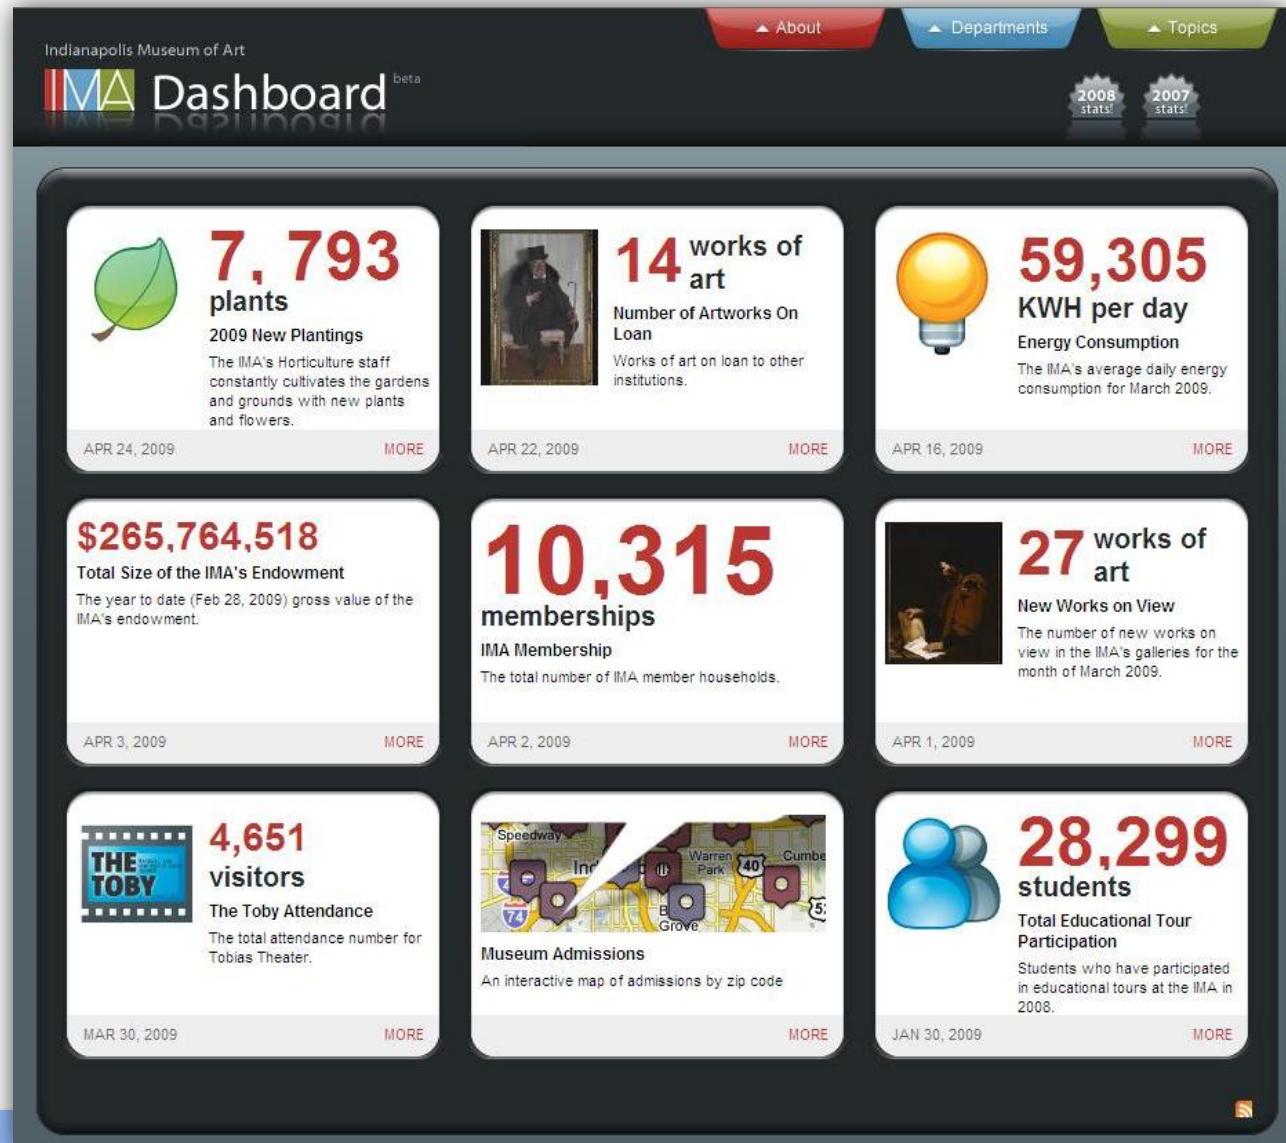 About
Departments
Topics
Indianapolis Museum of Art
IMA Dashboard beta
2008
stats!
2007
stats!
7, 793
plants
2009 New Plantings
The IMA's Horticulture staff
constantly cultivates the gardens
and grounds with new plants
and flowers.
APR 24, 2009 MORE
14 works of
art
Number of Artworks On
Loan
Works of art on loan to other
institutions.
APR 22, 2009 MORE
59,305
KWH per day
Energy Consumption
The IMA's average daily energy
consumption for March 2009.
APR 16, 2009 MORE
$265,764,518
Total Size of the IMA's Endowment
The year to date (Feb 28, 2009) gross value of the
IMA's endowment.
APR 3, 2009 MORE
10,315
memberships
IMA Membership
The total number of IMA member households.
APR 2, 2009 MORE
27 works of
art
New Works on View
The number of new works on
view in the IMA's galleries for the
month of March 2009.
APR 1, 2009 MORE
THE
TOBY
4,651
visitors
The Toby Attendance
The total attendance number for
Tobias Theater.
MAR 30, 2009 MORE
Speedway
Warren
Park
40
Cumbe
74
Grove
Museum Admissions
An interactive map of admissions by zip code
MORE
28,299
students
Total Educational Tour
Participation
Students who have participated
in educational tours at the IMA in
2008.
JAN 30, 2009 MORE